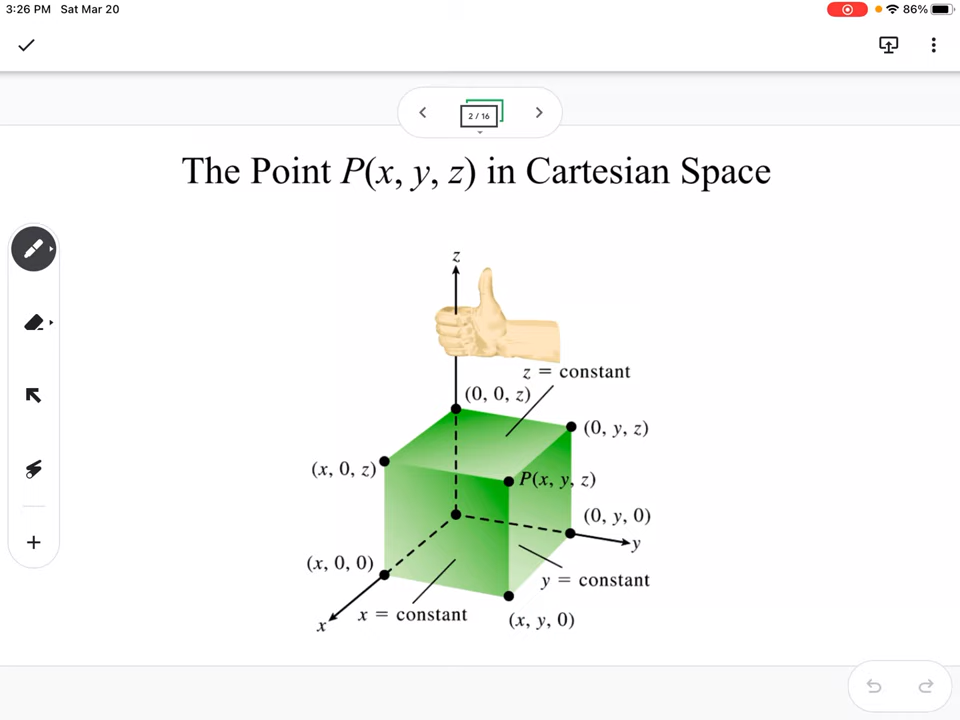 3:26 PM Sat Mar 20
86%
2 / 16
The Point P(x, y, z) in Cartesian Space
z
z = constant
(0, 0, z)
(0, y, z)
(x, 0, z)
P(x, y, z)
(0, y, 0)
y
(x, 0, 0)
y = constant
x = constant
x
(x, y, 0)